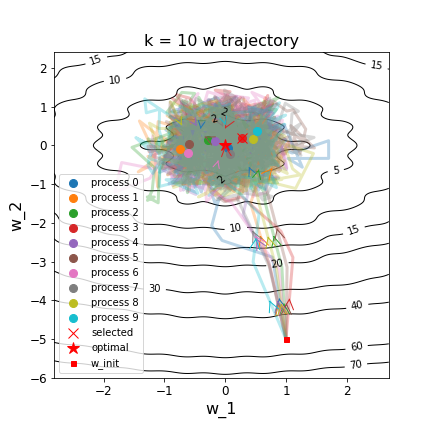 k = 10 w trajectory
15
15
10
2
2
5
2
10
15
20
30
40
60
70
2
1
0
−1
−2
−3
−4
−5
−6
w_2
process 0
process 1
process 2
process 3
process 4
process 5
process 6
process 7
process 8
process 9
selected
optimal
w_init
−2
−1
0
1
2
w_1